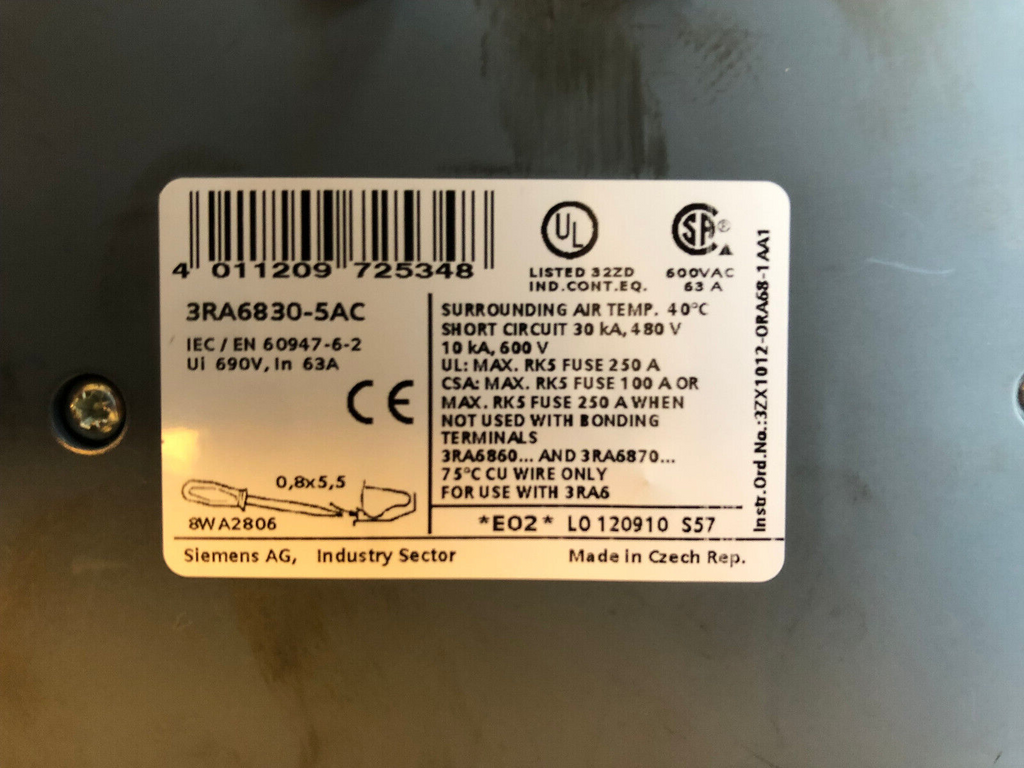 4 011209 725348
UL
LISTED 32ZD
IND.CONT.EQ.
SA®
600VAC
63 A
3RA6830-5AC
IEC / EN 60947-6-2
Ui 690V, In 63A
CE
0,8x5,5
8WA2806
SURROUNDING AIR TEMP. 40°C
SHORT CIRCUIT 30 kA, 480 V
10 kA, 600 V
UL: MAX. RK5 FUSE 250 A
CSA: MAX. RK5 FUSE 100 A OR
MAX. RK5 FUSE 250 A WHEN
NOT USED WITH BONDING
TERMINALS
3RA6860... AND 3RA6870...
75°C CU WIRE ONLY
FOR USE WITH 3RA6
*E02* L0 120910 S57
Siemens AG, Industry Sector
Made in Czech Rep.
Instr.Ord.No.:3ZX1012-0RA68-1AA1